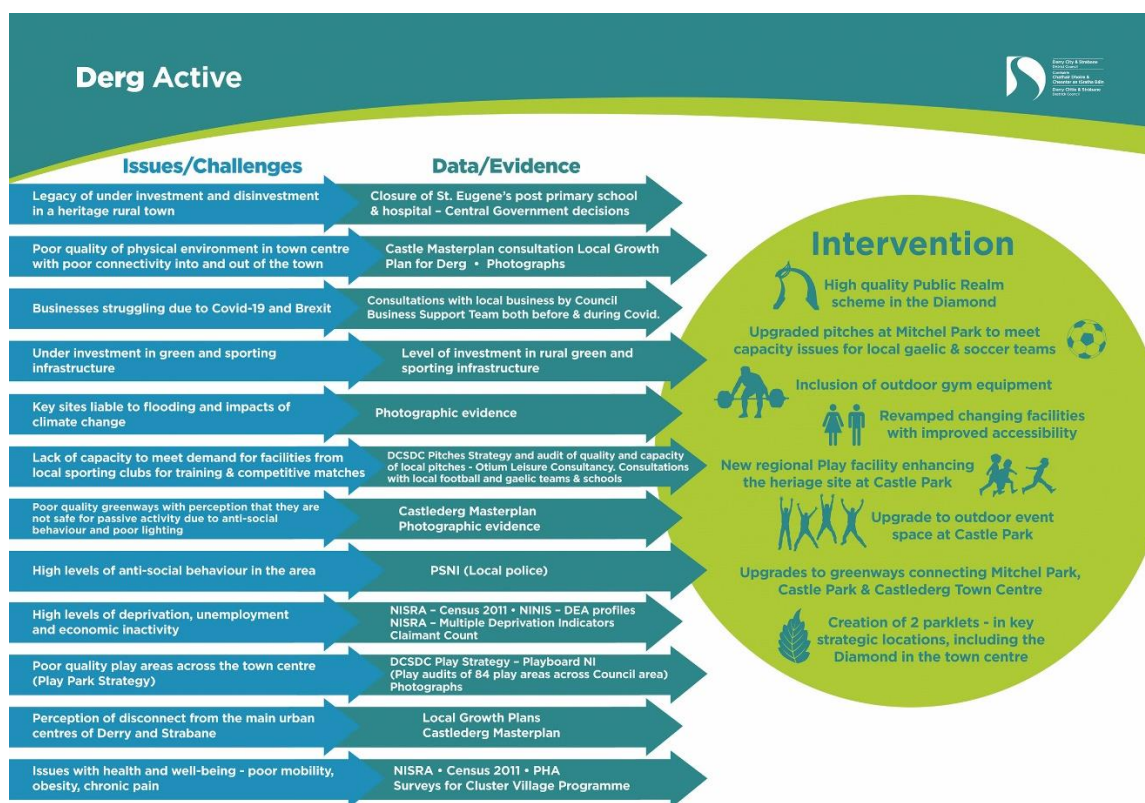 Derg Active
Derry City & Strabane
District Council
Comhairle
Chathair Dhoire &
Cheantar an tSratha Báin
Derry Cittie & Stràbane
Destrick Cooncil
Issues/Challenges
Data/Evidence
Legacy of under investment and disinvestment
in a heritage rural town
Closure of St. Eugene's post primary school
& hospital – Central Government decisions
Poor quality of physical environment in town centre
with poor connectivity into and out of the town
Castle Masterplan consultation Local Growth
Plan for Derg • Photographs
Businesses struggling due to Covid-19 and Brexit
Consultations with local business by Council
Business Support Team both before & during Covid.
Under investment in green and sporting
infrastructure
Level of investment in rural green and
sporting infrastructure
Key sites liable to flooding and impacts of
climate change
Photographic evidence
Lack of capacity to meet demand for facilities from
local sporting clubs for training & competitive matches
DCSDC Pitches Strategy and audit of quality and capacity
of local pitches - Otium Leisure Consultancy. Consultations
with local football and gaelic teams & schools
Poor quality greenways with perception that they are
not safe for passive activity due to anti-social
behaviour and poor lighting
Castlederg Masterplan
Photographic evidence
High levels of anti-social behaviour in the area
PSNI (Local police)
High levels of deprivation, unemployment
and economic inactivity
NISRA – Census 2011 • NINIS – DEA profiles
NISRA – Multiple Deprivation Indicators
Claimant Count
Poor quality play areas across the town centre
(Play Park Strategy)
DCSDC Play Strategy – Playboard NI
(Play audits of 84 play areas across Council area)
Photographs
Perception of disconnect from the main urban
centres of Derry and Strabane
Local Growth Plans
Castlederg Masterplan
Issues with health and well-being - poor mobility,
obesity, chronic pain
NISRA • Census 2011 • PHA
Surveys for Cluster Village Programme
Intervention
High quality Public Realm
scheme in the Diamond
Upgraded pitches at Mitchel Park to meet
capacity issues for local gaelic & soccer teams
Inclusion of outdoor gym equipment
Revamped changing facilities
with improved accessibility
New regional Play facility enhancing
the heriage site at Castle Park
Upgrade to outdoor event
space at Castle Park
Upgrades to greenways connecting Mitchel Park,
Castle Park & Castlederg Town Centre
Creation of 2 parklets - in key
strategic locations, including the
Diamond in the town centre